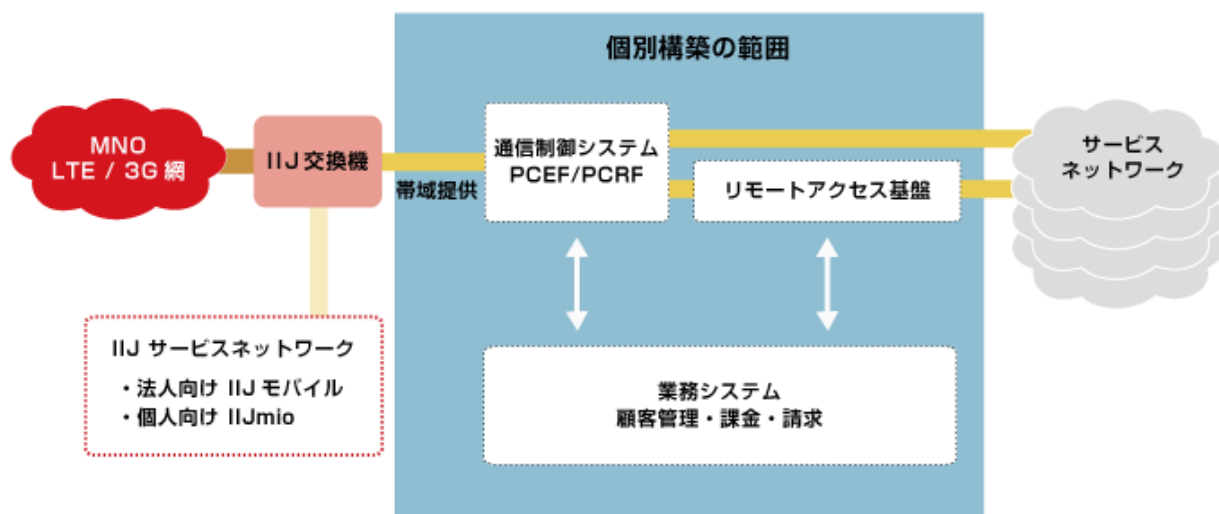 個別構築の範囲
MNO
LTE / 3G 網
IIJ 交換機
帯域提供
通信制御システム
PCEF/PCRF
リモートアクセス基盤
サービス
ネットワーク
IIJ サービスネットワーク
・法人向け IIJ モバイル
・個人向け IIJmio
業務システム
顧客管理・課金・請求